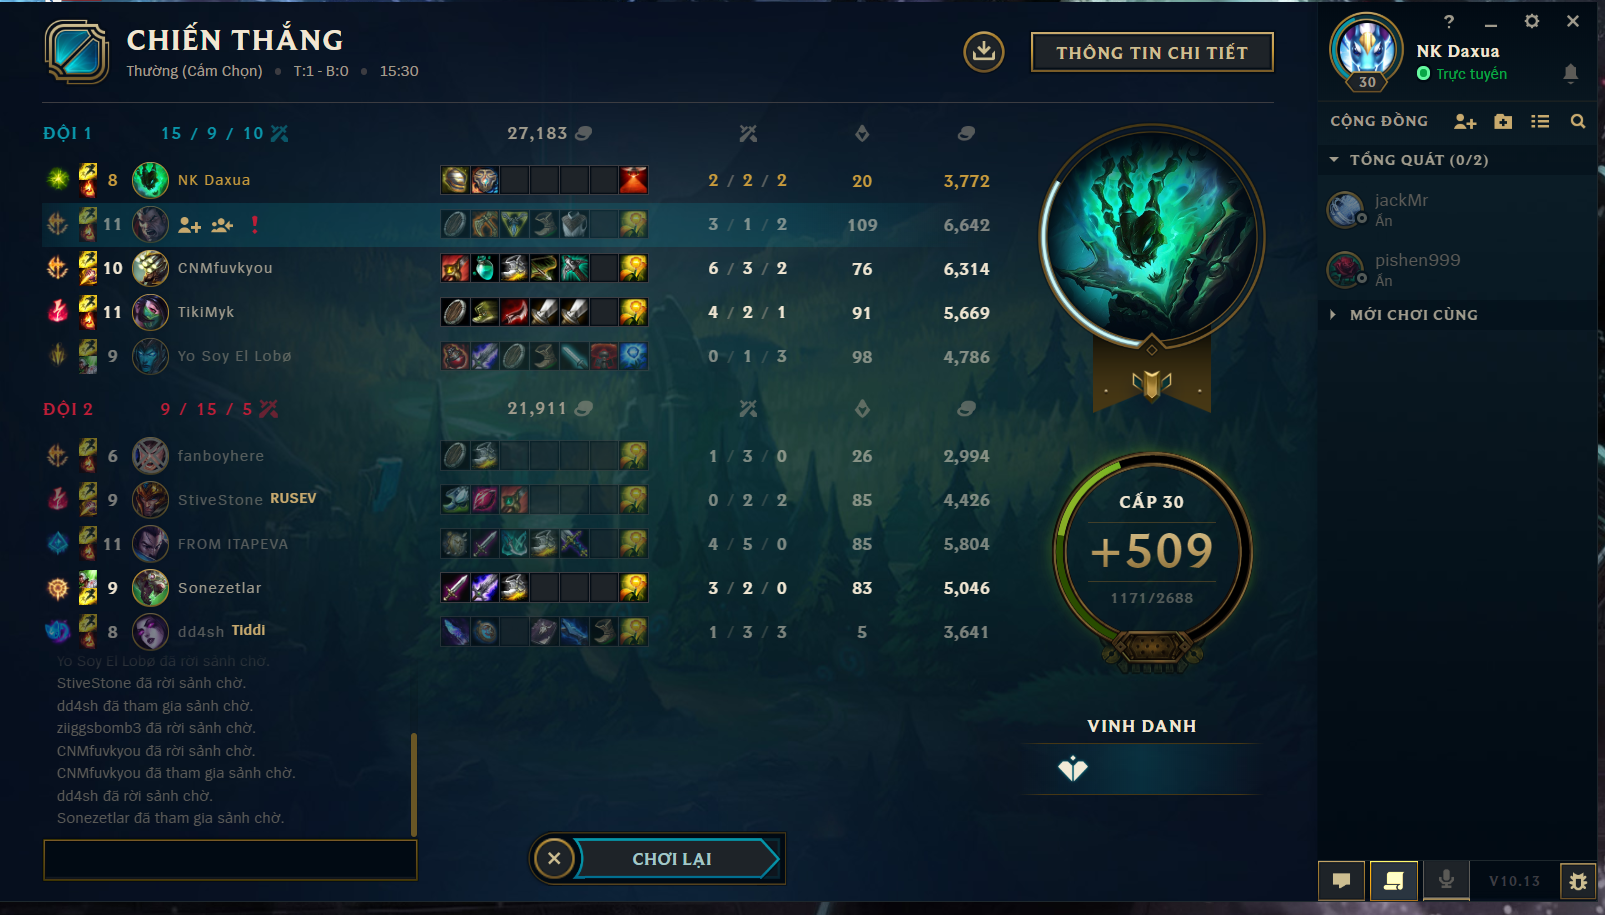 CHIẾN THẮNG
Thường (Cấm Chọn) • T:1 - B:0 • 15:30
THÔNG TIN CHI TIẾT
ĐỘI 1 15 / 9 / 10 27,183
8 NK Daxua 2 / 2 / 2 20 3,772
11 3 / 1 / 2 109 6,642
10 CNMfuvkyou 6 / 3 / 2 76 6,314
11 TikiMyk 4 / 2 / 1 91 5,669
9 Yo Soy El Lobø 0 / 1 / 3 98 4,786
ĐỘI 2 9 / 15 / 5 21,911
6 fanboyhere 1 / 3 / 0 26 2,994
9 StiveStone RUSEV 0 / 2 / 2 85 4,426
11 FROM ITAPEVA 4 / 5 / 0 85 5,804
9 Sonezetlar 3 / 2 / 0 83 5,046
8 dd4sh Tiddi 1 / 3 / 3 5 3,641
Yo Soy El Lobø đã rời sảnh chờ.
StiveStone đã rời sảnh chờ.
dd4sh đã tham gia sảnh chờ.
ziiggsbomb3 đã rời sảnh chờ.
CNMfuvkyou đã rời sảnh chờ.
CNMfuvkyou đã tham gia sảnh chờ.
dd4sh đã rời sảnh chờ.
Sonezetlar đã tham gia sảnh chờ.
CHƠI LẠI
CẤP 30
+509
1171/2688
VINH DANH
30
NK Daxua
Trực tuyến
CỘNG ĐỒNG
TỔNG QUÁT (0/2)
jackMr
Ẩn
pishen999
Ẩn
MỚI CHƠI CÙNG
V10.13